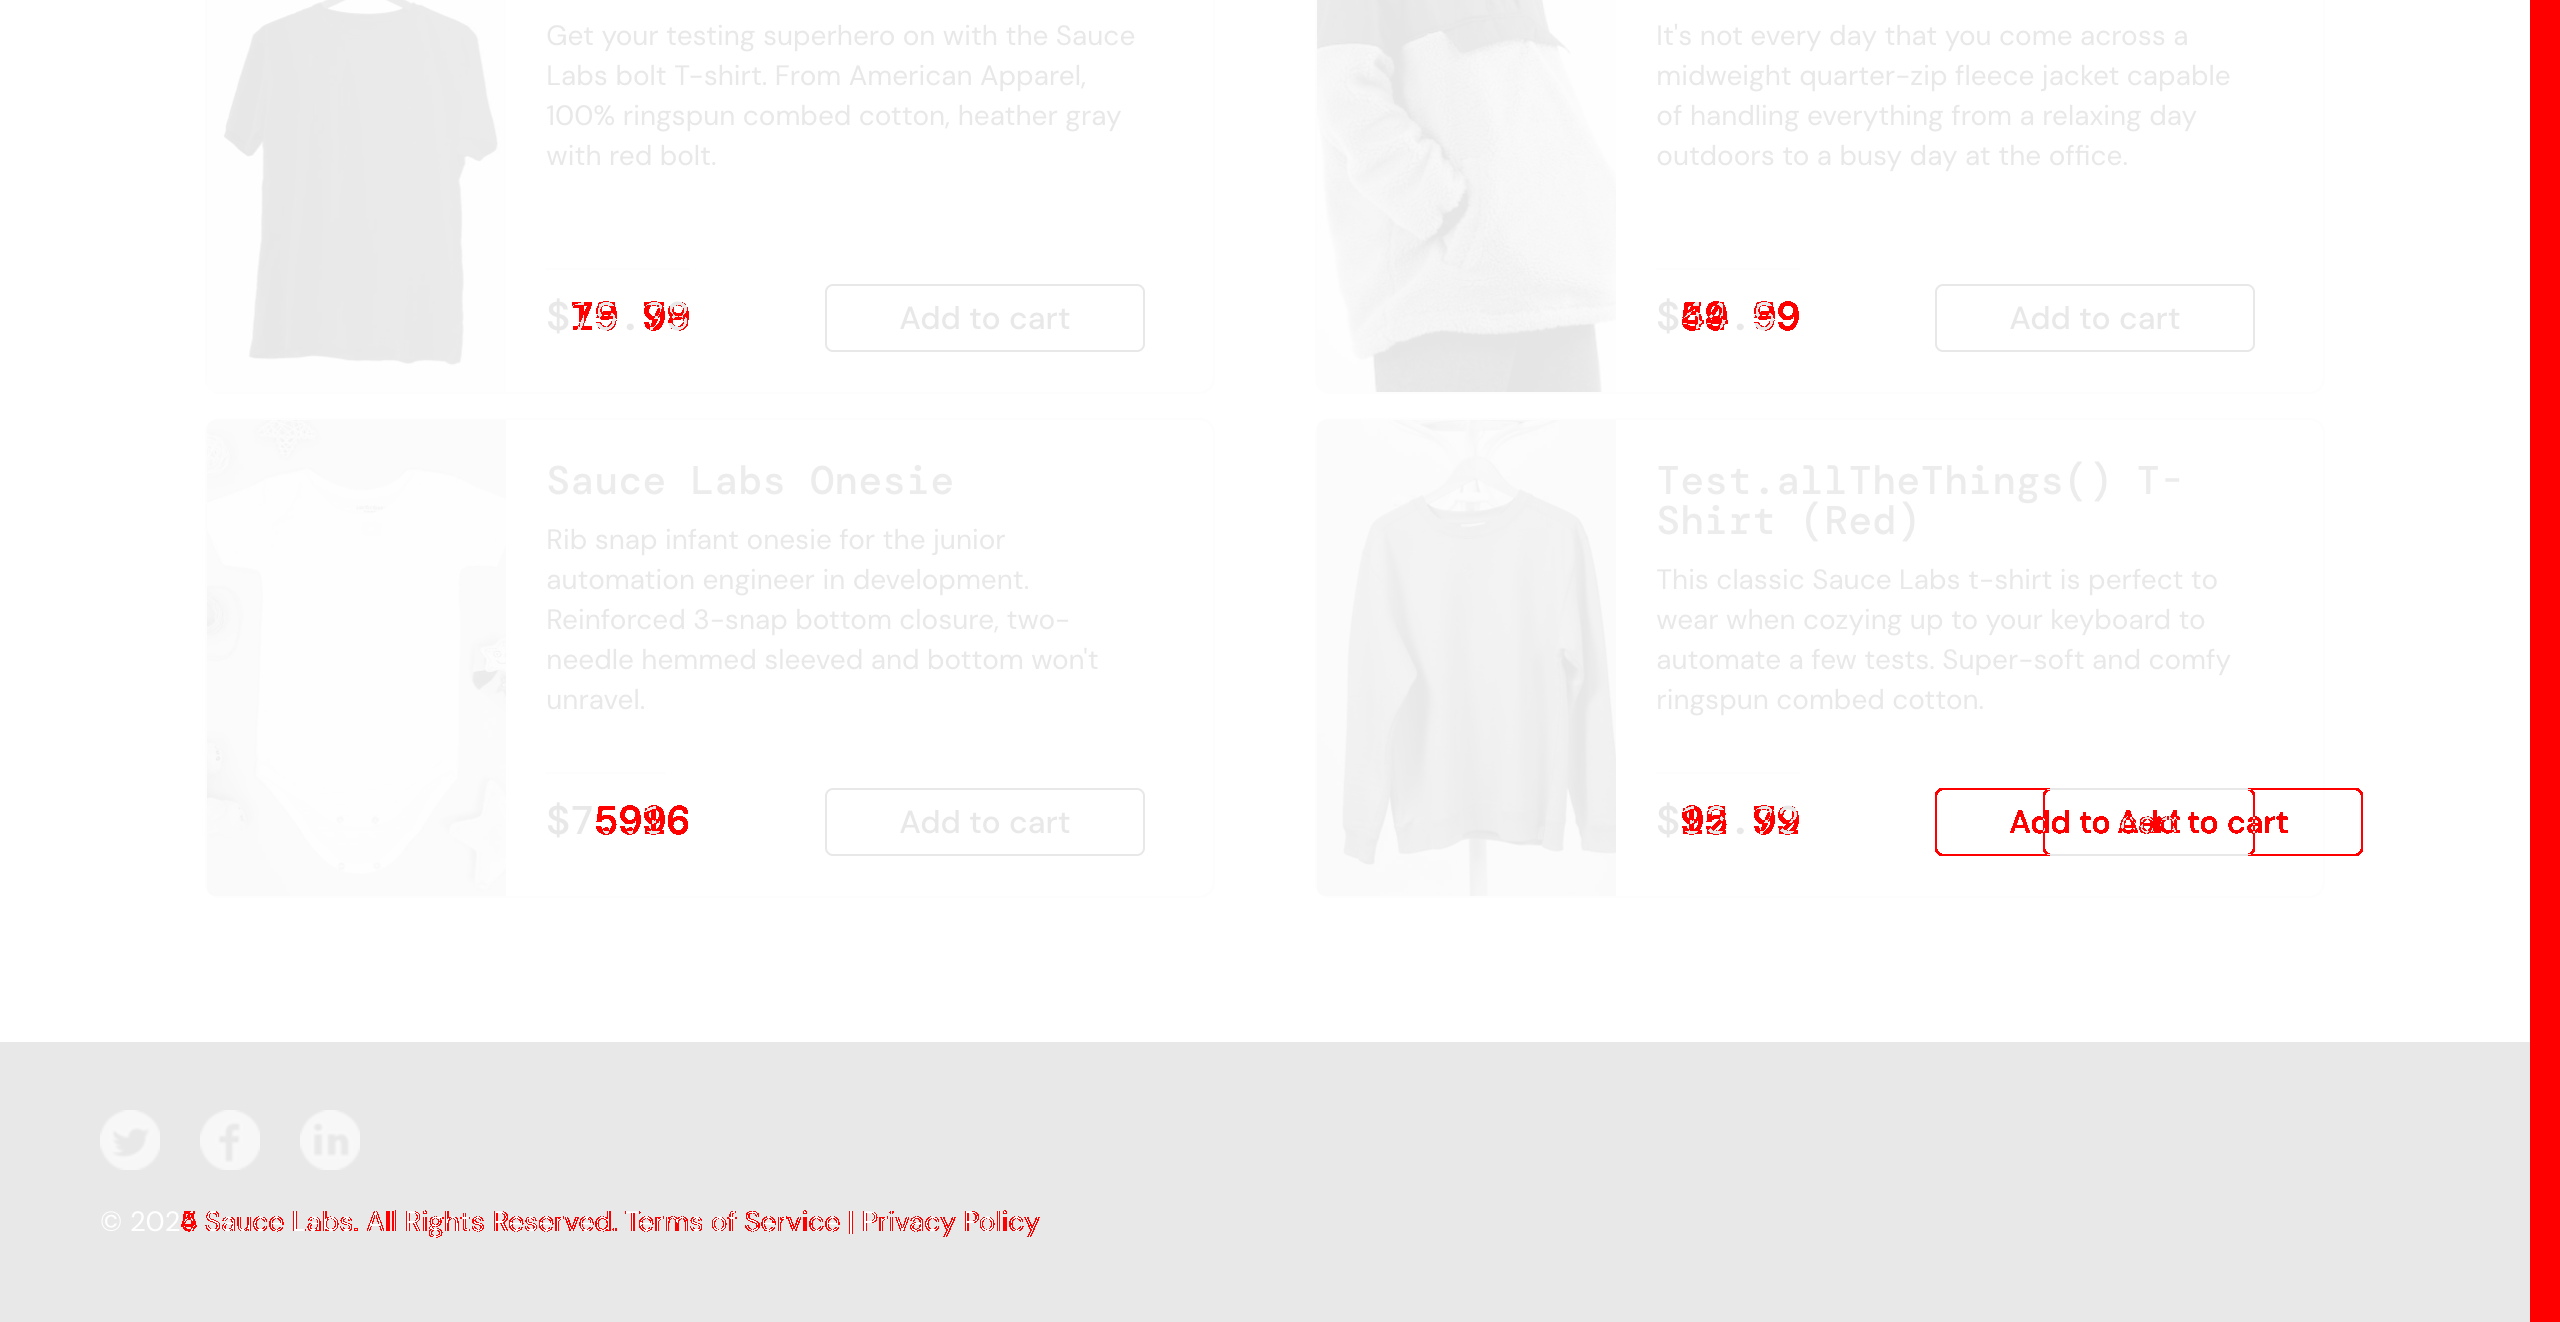 Get your testing superhero on with the Sauce
Labs bolt T-shirt. From American Apparel,
100% ringspun combed cotton, heather gray
with red bolt.
Add to cart
It's not every day that you come across a
midweight quarter-zip fleece jacket capable
of handling everything from a relaxing day
outdoors to a busy day at the office.
Add to cart
Sauce Labs Onesie
Rib snap infant onesie for the junior
automation engineer in development.
Reinforced 3-snap bottom closure, two-
needle hemmed sleeved and bottom won't
unravel.
Add to cart
Test.allTheThings() T-
Shirt (Red)
This classic Sauce Labs t-shirt is perfect to
wear when cozying up to your keyboard to
automate a few tests. Super-soft and comfy
ringspun combed cotton.
Add to cart
in
© Sauce Labs. All Rights Reserved. Terms of Service | Privacy Policy